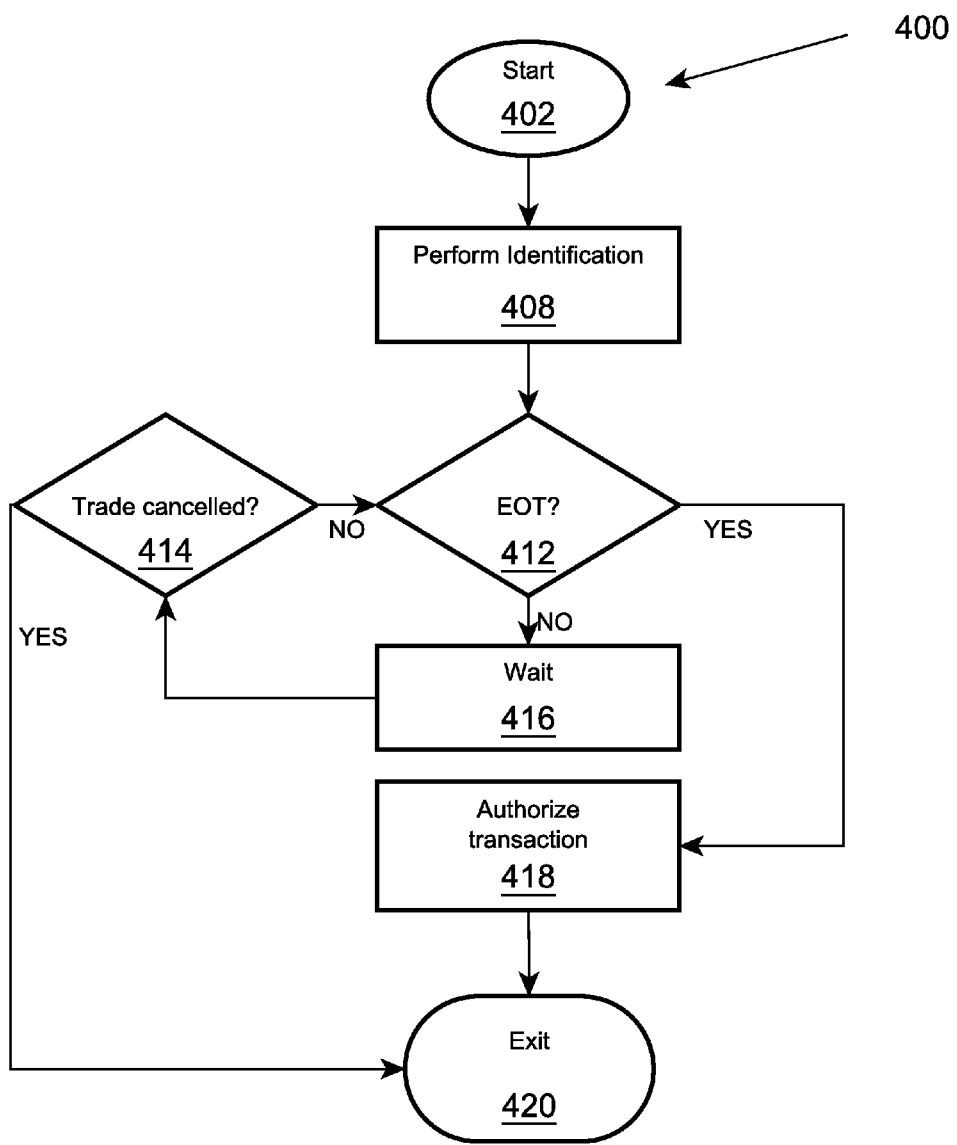 400
Start
402
Perform Identification
408
Trade cancelled?
414
NO
EOT?
412
YES
NO
YES
Wait
416
Authorize
transaction
418
Exit
420